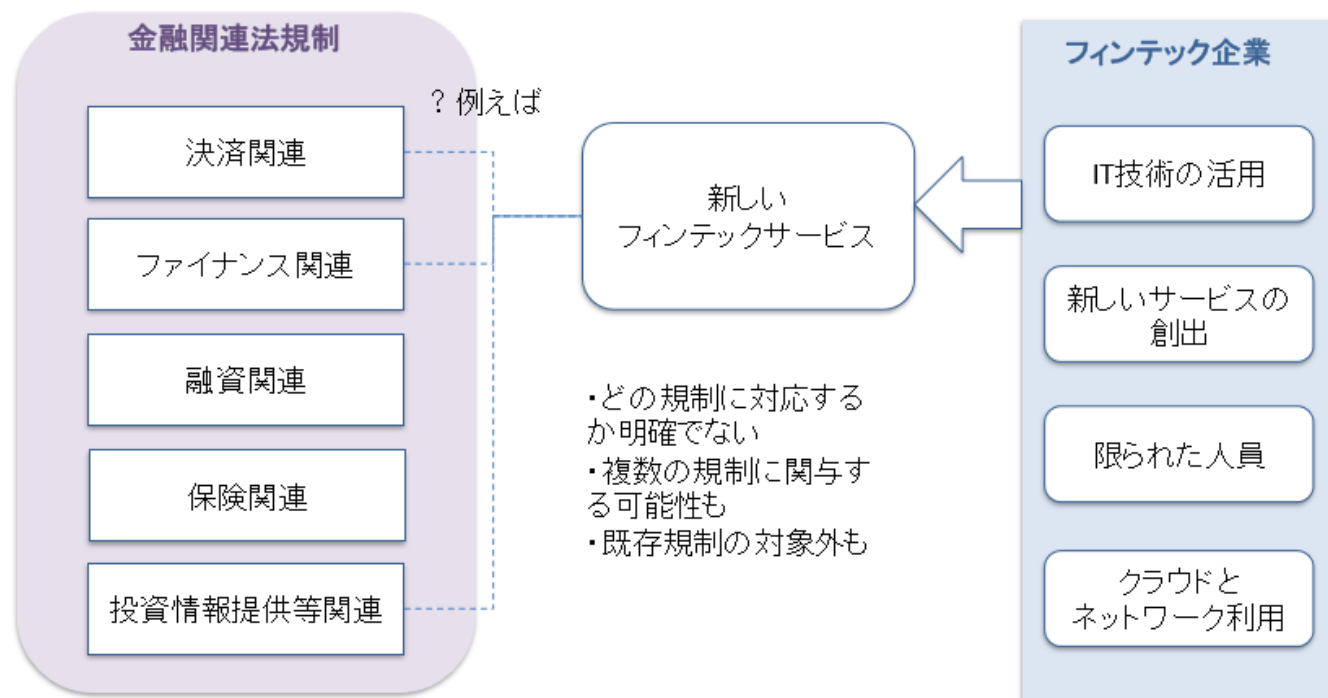 金融関連法規制
決済関連
ファイナンス関連
融資関連
保険関連
投資情報提供等関連
？例えば
新しい
フィンテックサービス
・どの規制に対応する
か明確でない
・複数の規制に関与す
る可能性も
・既存規制の対象外も
フィンテック企業
IT技術の活用
新しいサービスの
創出
限られた人員
クラウドと
ネットワーク利用